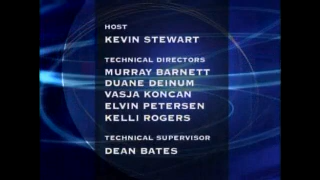 HOST
KEVIN STEWART
TECHNICAL DIRECTORS
MURRAY BARNETT
DUANE DEINUM
VASJA KONCAN
ELVIN PETERSEN
KELLI ROGERS
TECHNICAL SUPERVISOR
DEAN BATES